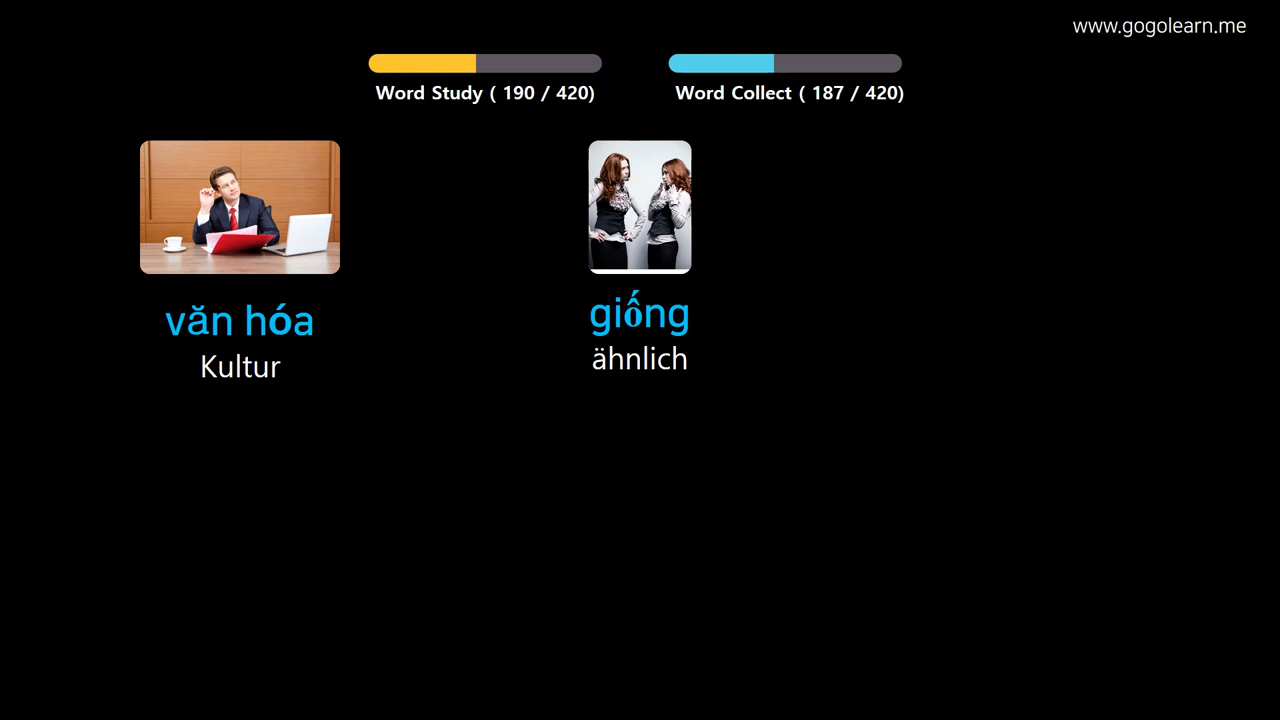 www.gogolearn.me
Word Study ( 190 / 420)
Word Collect ( 187 / 420)
văn hóa
Kultur
giống
ähnlich